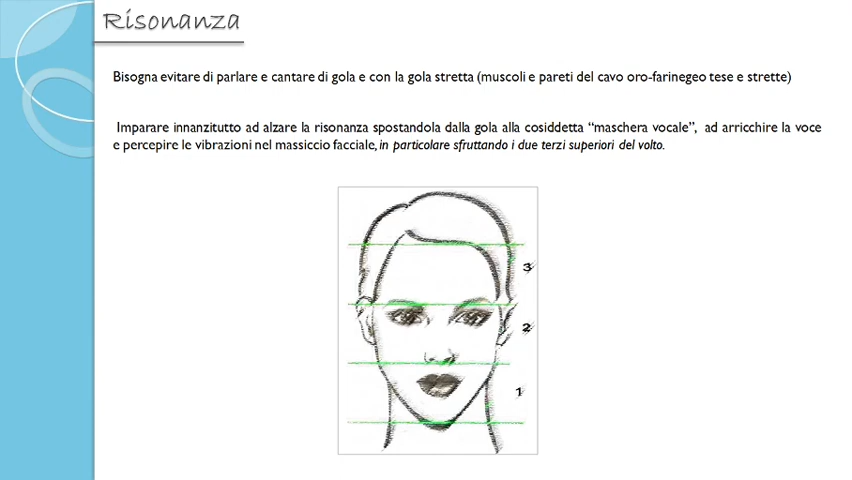 Risonanza
Bisogna evitare di parlare e cantare di gola e con la gola stretta (muscoli e pareti del cavo oro-farinegeo tese e strette)
Imparare innanzitutto ad alzare la risonanza spostandola dalla gola alla cosiddetta “maschera vocale”, ad arricchire la voce
e percepire le vibrazioni nel massiccio facciale, in particolare sfruttando i due terzi superiori del volto.
3
2
1